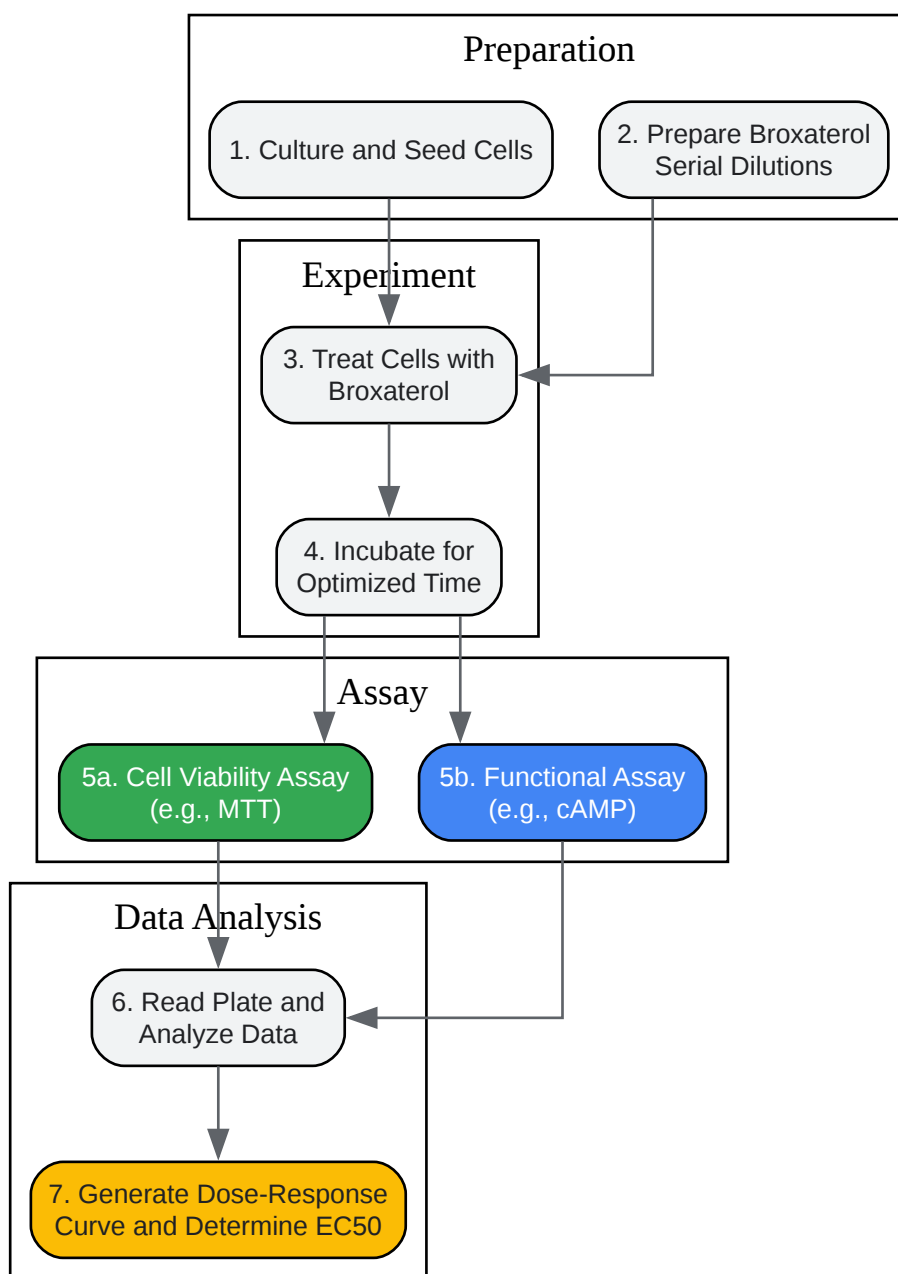 Preparation
1. Culture and Seed Cells
2. Prepare Broxaterol
Serial Dilutions
Experiment
3. Treat Cells with
Broxaterol
4. Incubate for
Optimized Time
Assay
5a. Cell Viability Assay
(e.g., MTT)
5b. Functional Assay
(e.g., cAMP)
Data Analysis
6. Read Plate and
Analyze Data
7. Generate Dose-Response
Curve and Determine EC50